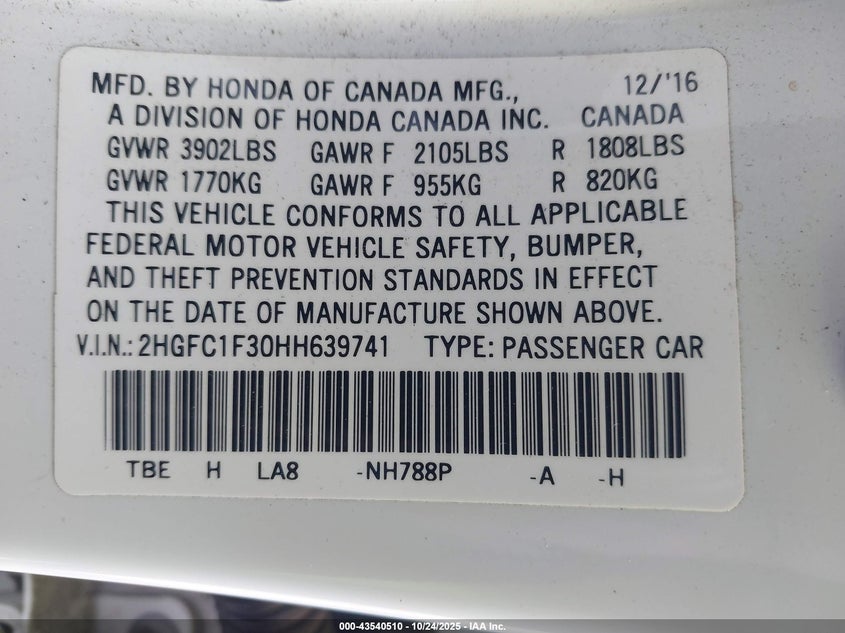 MFD. BY HONDA OF CANADA MFG., 12/'16
A DIVISION OF HONDA CANADA INC. CANADA
GVWR 3902LBS GAWR F 2105LBS R 1808LBS
GVWR 1770KG GAWR F 955KG R 820KG
THIS VEHICLE CONFORMS TO ALL APPLICABLE
FEDERAL MOTOR VEHICLE SAFETY, BUMPER,
AND THEFT PREVENTION STANDARDS IN EFFECT
ON THE DATE OF MANUFACTURE SHOWN ABOVE.
V.I.N.: 2HGFC1F30HH639741 TYPE: PASSENGER CAR
TBE H LA8 -NH788P -A -H
000-43540510 - 10/24/2025 - IAA Inc.